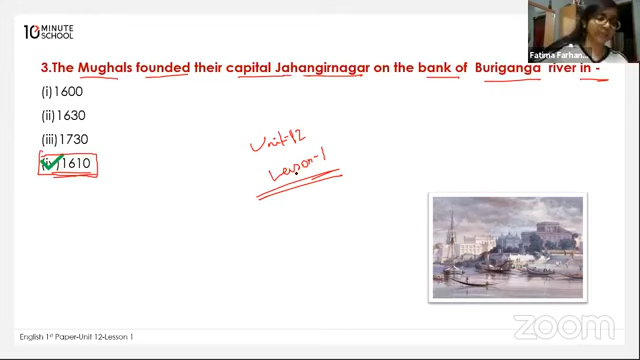 10 MINUTE
SCHOOL
Fatima Farhan...
3.The Mughals founded their capital Jahangirnagar on the bank of Buriganga river in -
(i)1600
(ii)1630
(iii)1730
(iv)1610
Unit-12
Lesson-1
English 1st Paper-Unit 12-Lesson 1
zoom